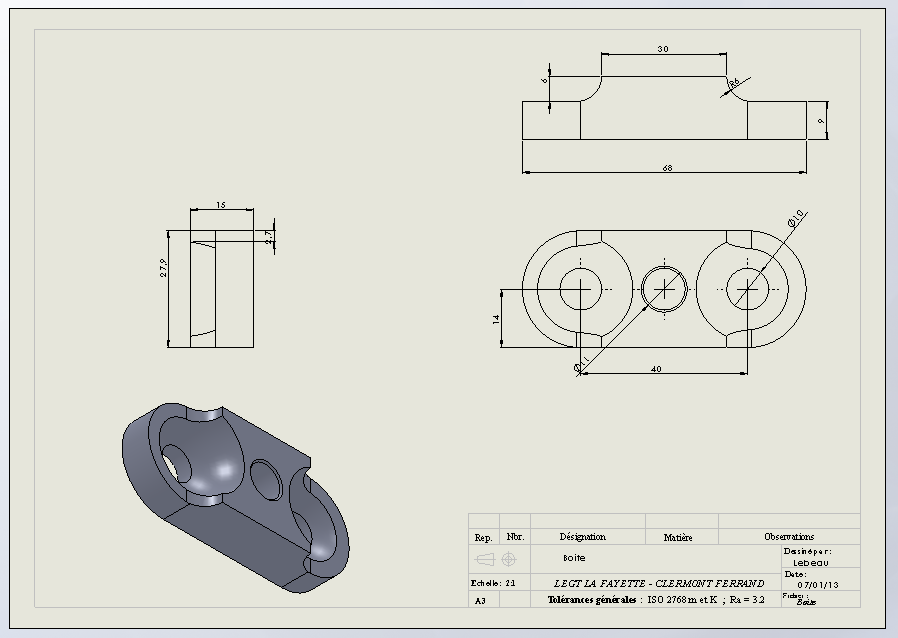 30
6
R6
9
68
15
2,7
27,9
Ø10
14
Ø11
40
Rep. Nbr. Désignation Matière Observations
Boite
Dessiné par:
Lebeau
Echelle: 2:1
LEGT LA FAYETTE - CLERMONT FERRAND
Date:
07/01/13
A3
Tolérances générales : ISO 2768 m et K ; Ra = 3.2
Fichier:
Boite